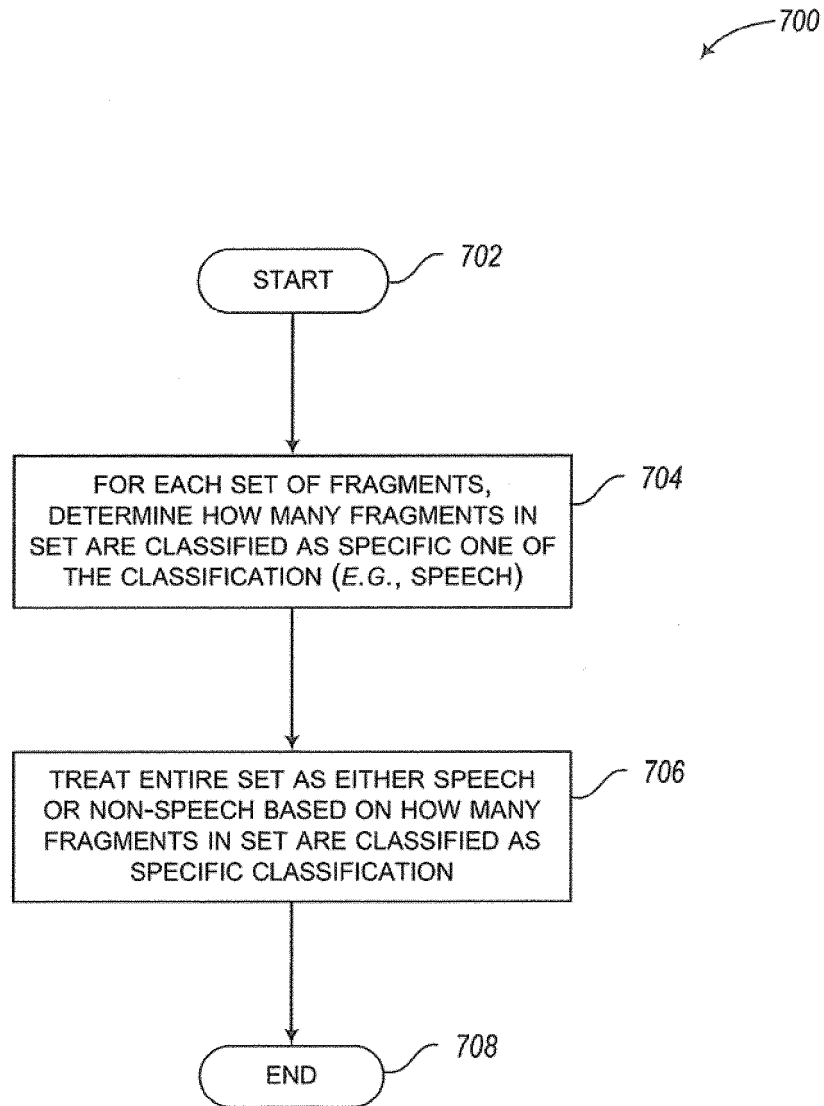 700
702
START
704
FOR EACH SET OF FRAGMENTS,
DETERMINE HOW MANY FRAGMENTS IN
SET ARE CLASSIFIED AS SPECIFIC ONE OF
THE CLASSIFICATION (E.G., SPEECH)
706
TREAT ENTIRE SET AS EITHER SPEECH
OR NON-SPEECH BASED ON HOW MANY
FRAGMENTS IN SET ARE CLASSIFIED AS
SPECIFIC CLASSIFICATION
708
END